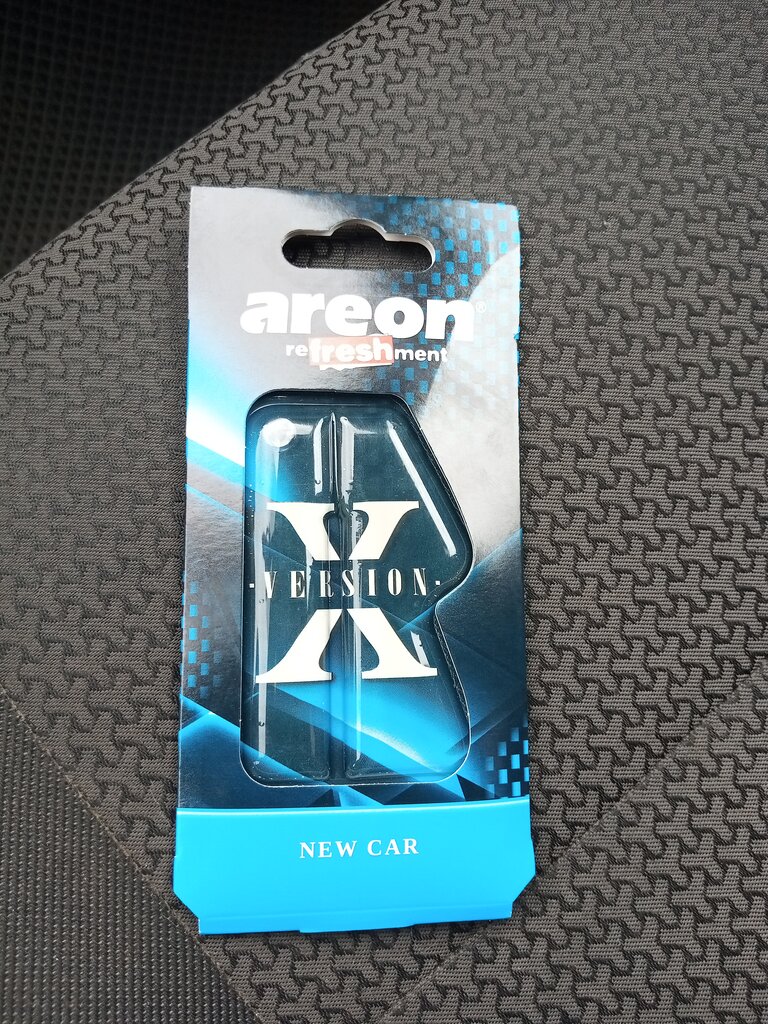 areon®
refreshment
X
·VERSION·
NEW CAR